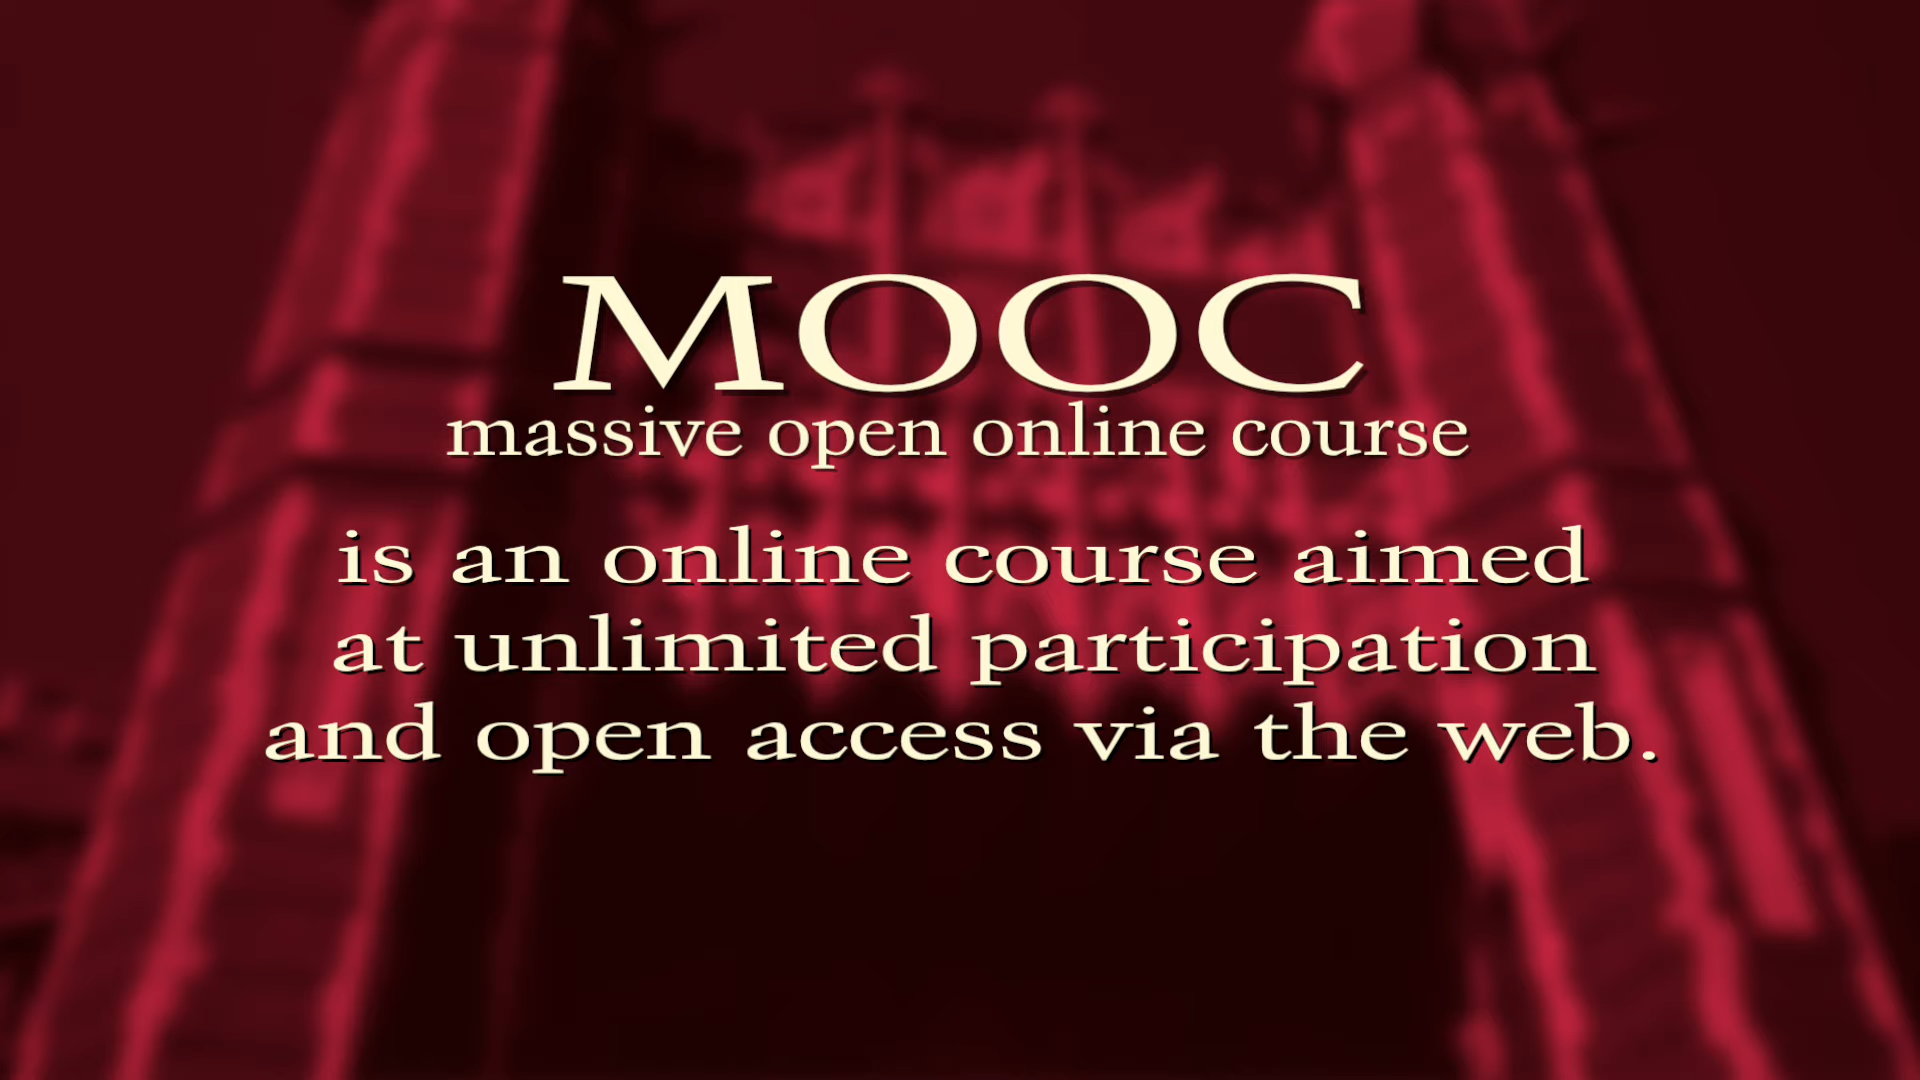 MOOC
massive open online course
is an online course aimed
at unlimited participation
and open access via the web.